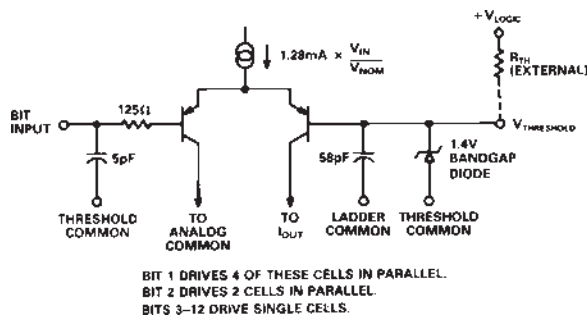 +VLOGIC
1.28mA × VIN
VNOM
RTH
(EXTERNAL)
BIT
INPUT
125Ω
VTHRESHOLD
5pF
58pF
1.4V
BANDGAP
DIODE
THRESHOLD
COMMON
TO
ANALOG
COMMON
TO
IOUT
LADDER
COMMON
THRESHOLD
COMMON
BIT 1 DRIVES 4 OF THESE CELLS IN PARALLEL.
BIT 2 DRIVES 2 CELLS IN PARALLEL.
BITS 3–12 DRIVE SINGLE CELLS.